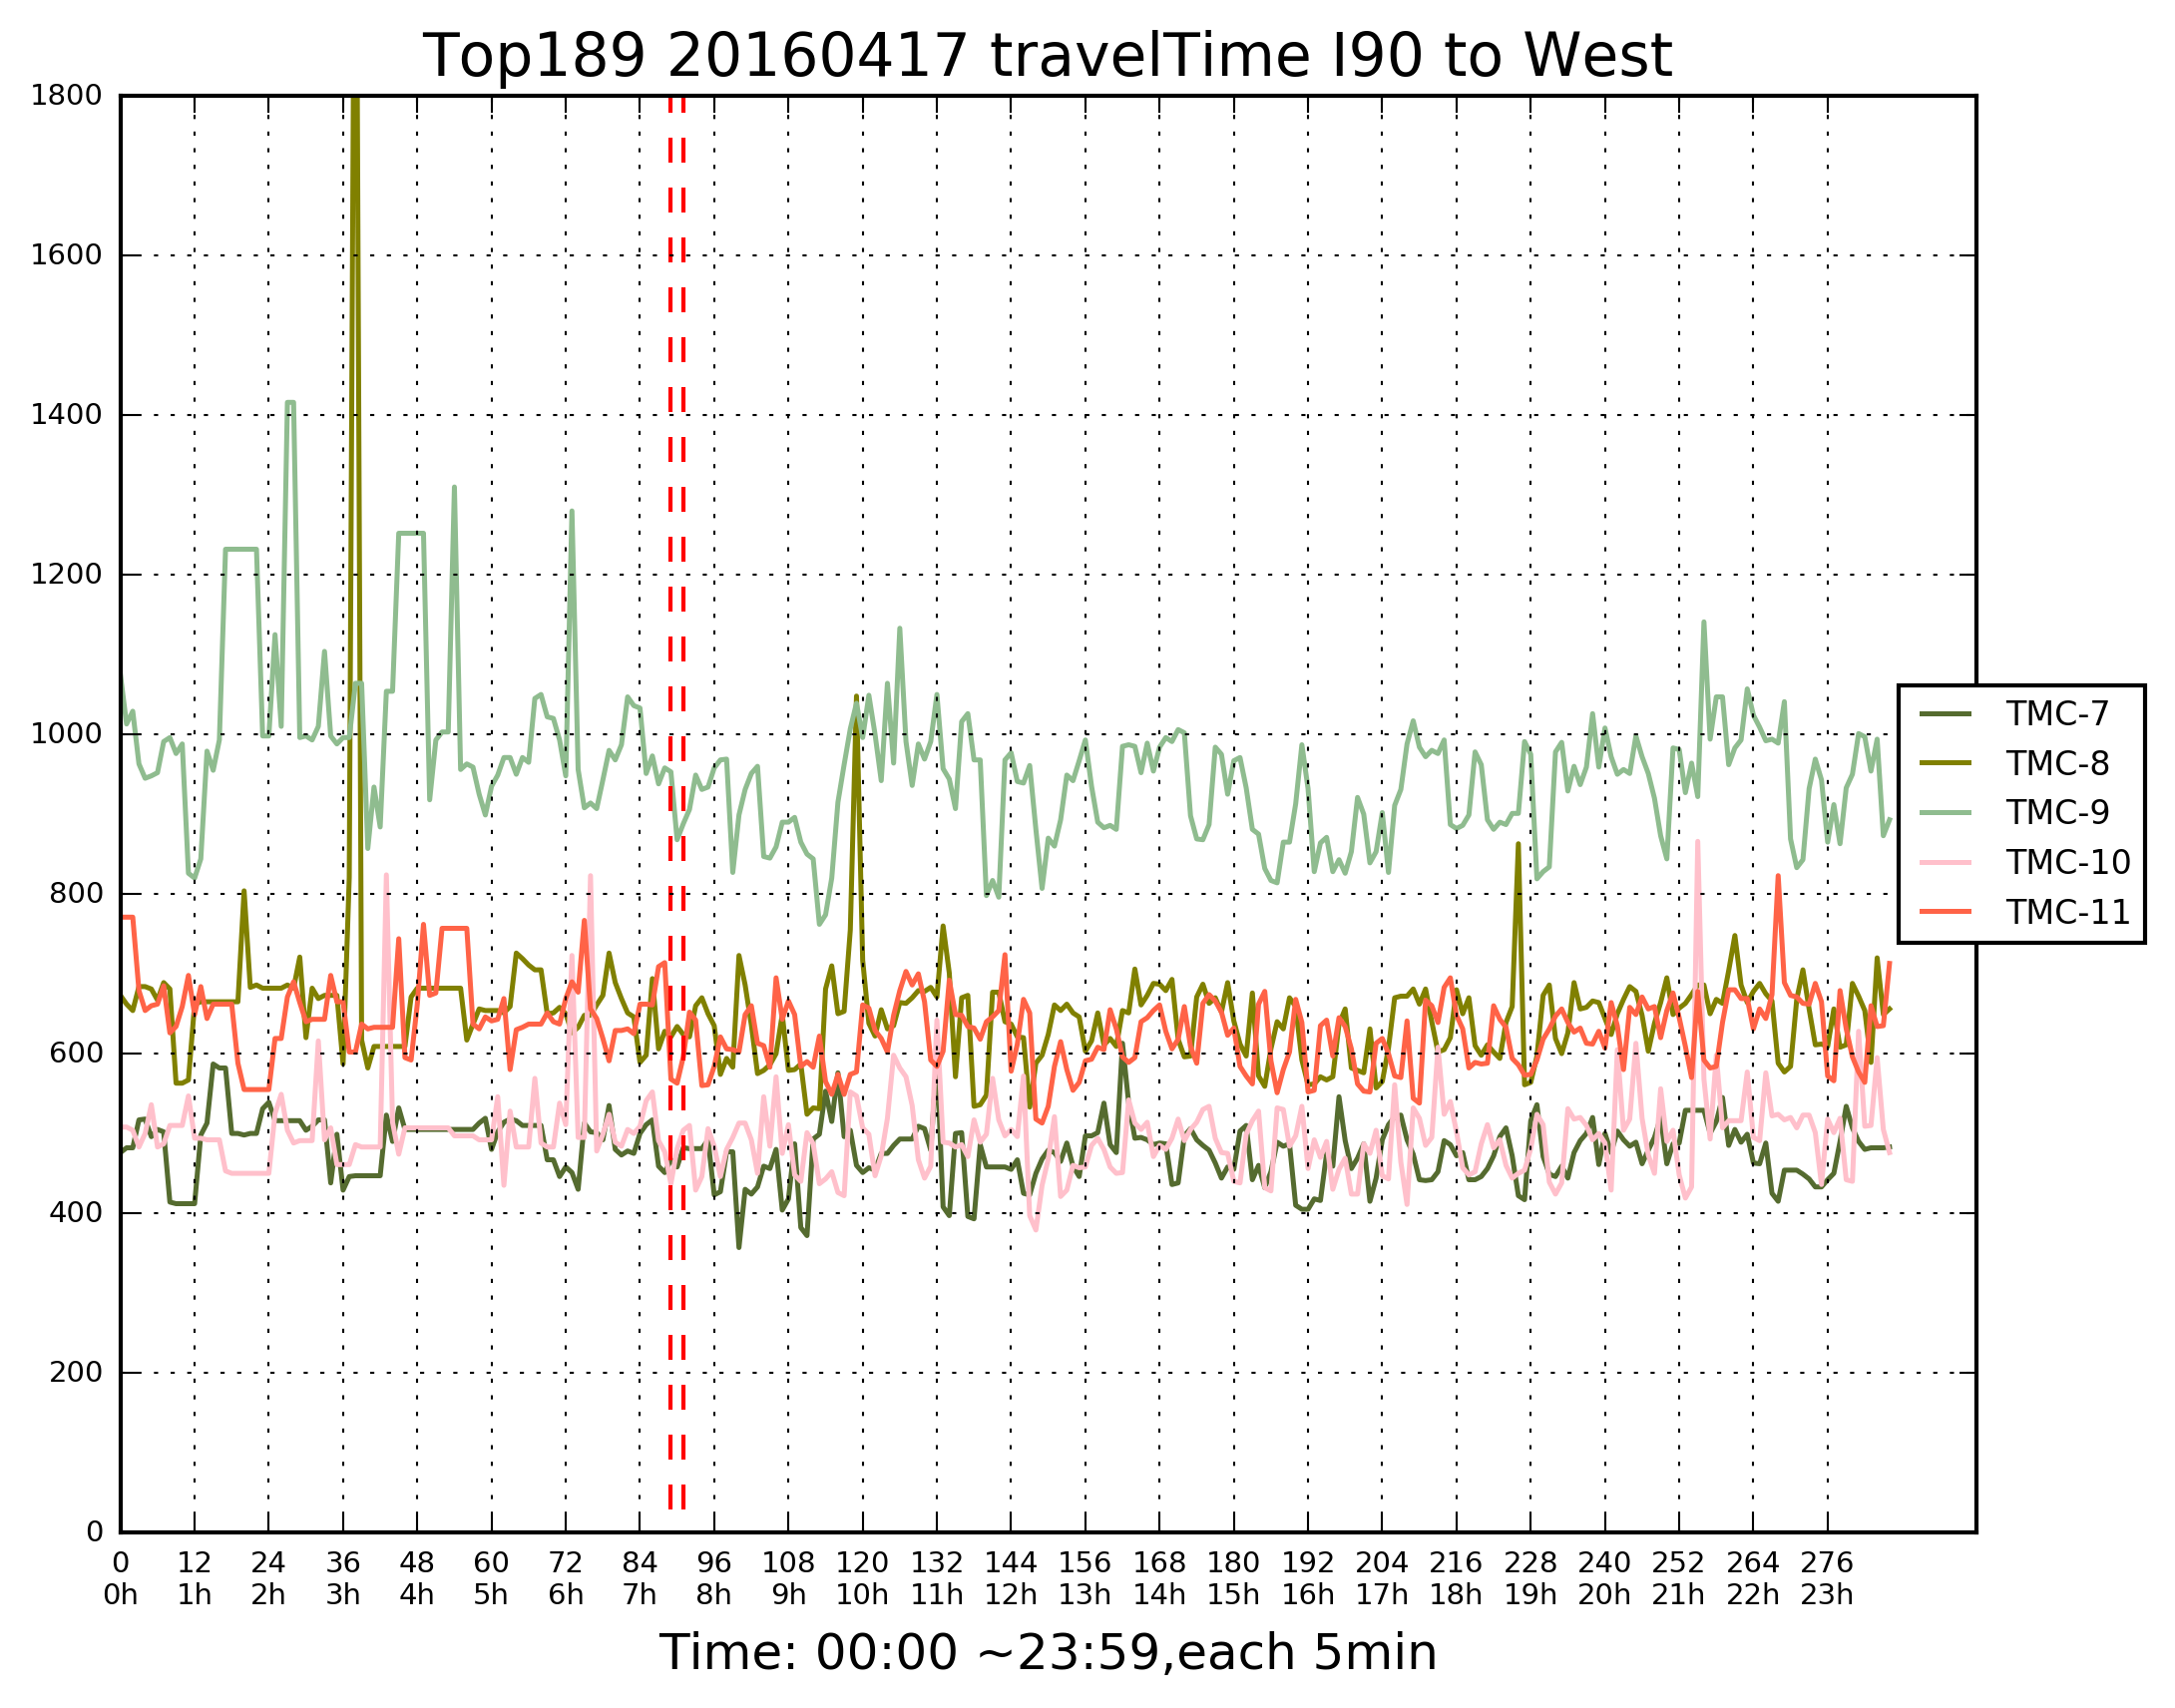 Top189 20160417 travelTime I90 to West
1800
1600
1400
1200
1000
800
600
400
200
0
TMC-7
TMC-8
TMC-9
TMC-10
TMC-11
0 12 24 36 48 60 72 84 96 108 120 132 144 156 168 180 192 204 216 228 240 252 264 276
0h 1h 2h 3h 4h 5h 6h 7h 8h 9h 10h 11h 12h 13h 14h 15h 16h 17h 18h 19h 20h 21h 22h 23h
Time: 00:00 ~23:59,each 5min